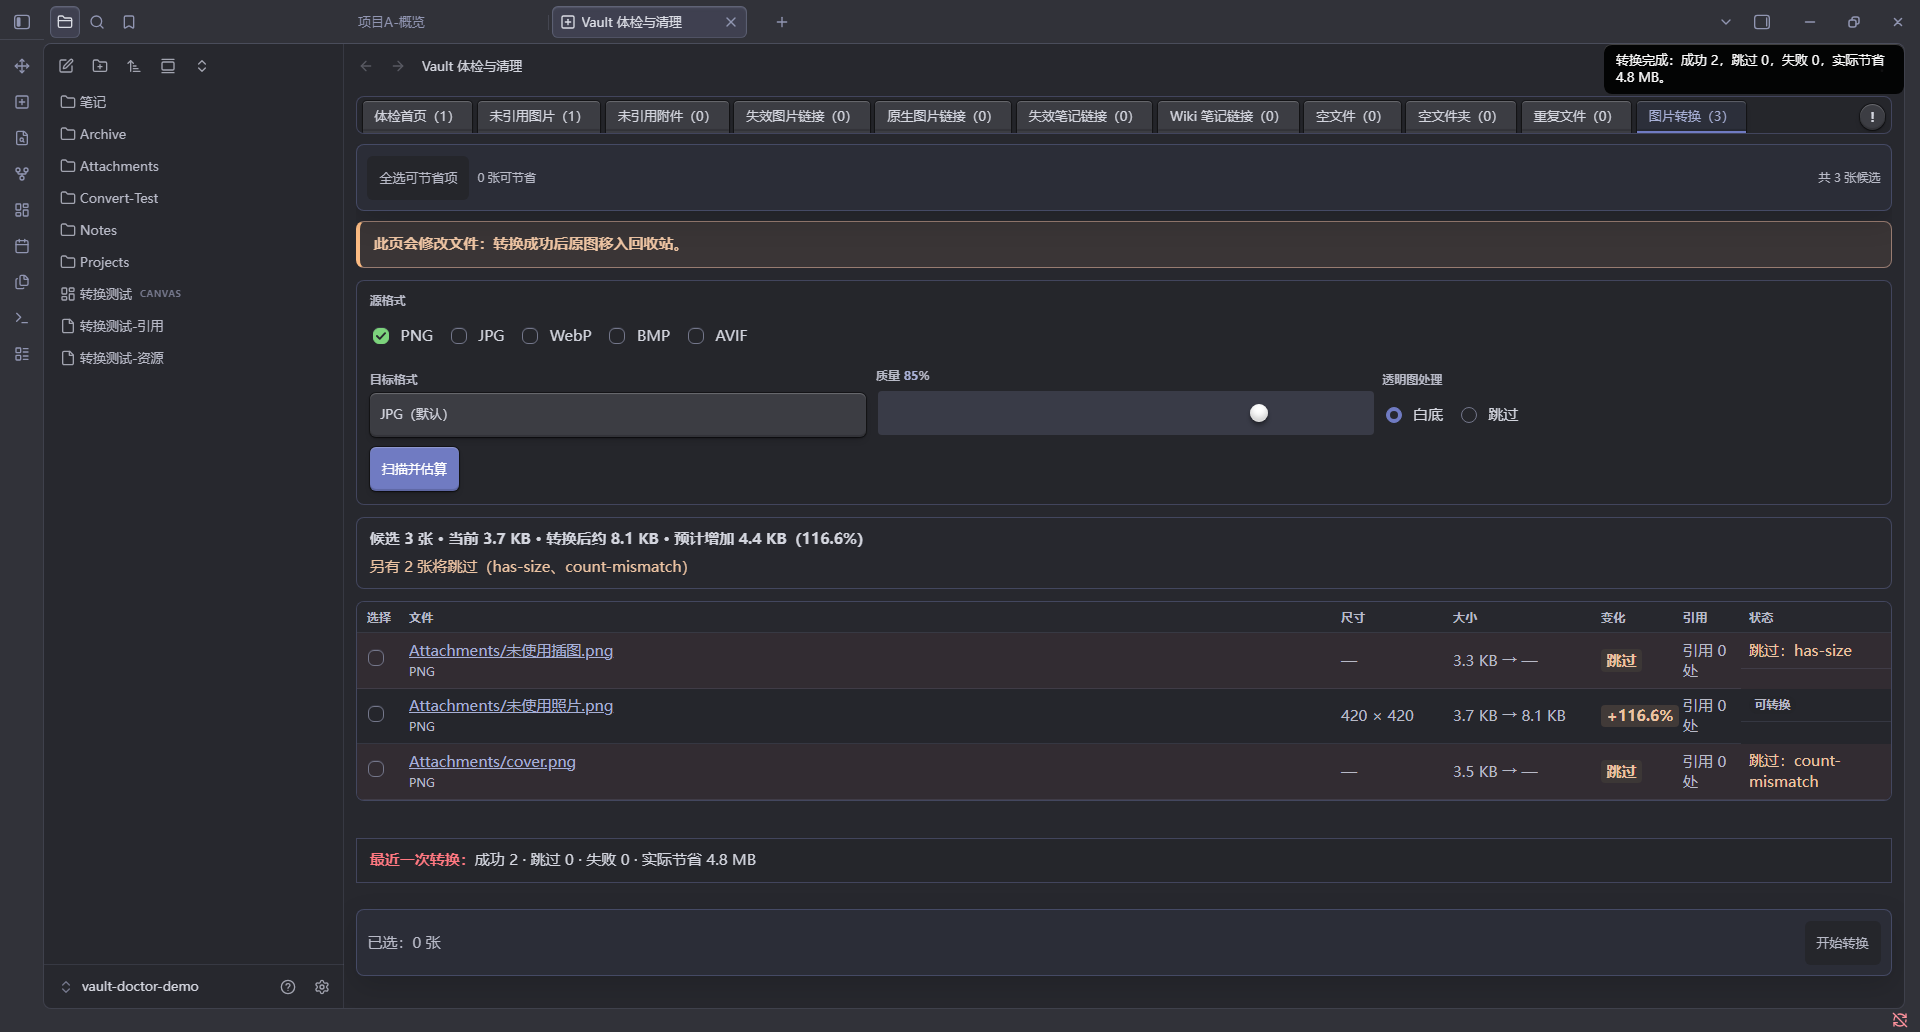 项目A-概览
Vault 体检与清理
Vault 体检与清理
转换完成：成功 2，跳过 0，失败 0，实际节省 4.8 MB。
笔记
Archive
Attachments
Convert-Test
Notes
Projects
转换测试 CANVAS
转换测试-引用
转换测试-资源
vault-doctor-demo
体检首页（1） 未引用图片（1） 未引用附件（0） 失效图片链接（0） 原生图片链接（0） 失效笔记链接（0） Wiki 笔记链接（0） 空文件（0） 空文件夹（0） 重复文件（0） 图片转换（3）
全选可节省项 0 张可节省 共 3 张候选
此页会修改文件：转换成功后原图移入回收站。
源格式
PNG JPG WebP BMP AVIF
目标格式 质量 85% 透明图处理
JPG（默认） 白底 跳过
扫描并估算
候选 3 张 • 当前 3.7 KB • 转换后约 8.1 KB • 预计增加 4.4 KB（116.6%）
另有 2 张将跳过（has-size、count-mismatch）
选择 文件 尺寸 大小 变化 引用 状态
Attachments/未使用插图.png
PNG
— 3.3 KB → — 跳过 引用 0 处 跳过：has-size
Attachments/未使用照片.png
PNG
420 × 420 3.7 KB → 8.1 KB +116.6% 引用 0 处 可转换
Attachments/cover.png
PNG
— 3.5 KB → — 跳过 引用 0 处 跳过：count-mismatch
最近一次转换：成功 2 · 跳过 0 · 失败 0 · 实际节省 4.8 MB
已选：0 张 开始转换